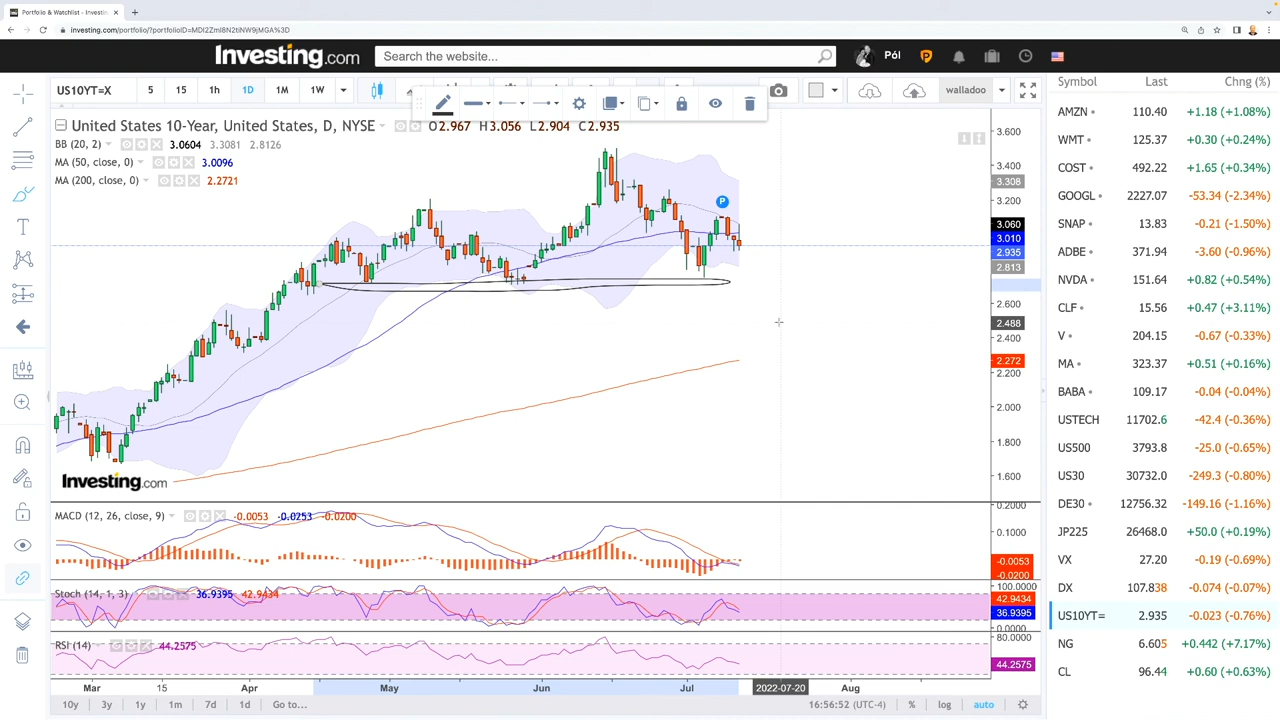 Portfolio & Watchlist - Investin
investing.com/portfolio/?portfolioID=MDI2ZmI8N2tiNW9jMGA%3D
Investing.com
Search the website...
Pól
US10YT=X 5 15 1h 1D 1M 1W
walladoo
United States 10-Year, United States, D, NYSE
O2.967 H3.056 L2.904 C2.935
BB (20, 2) 3.0604 3.3081 2.8126
MA (50, close, 0) 3.0096
MA (200, close, 0) 2.2721
P
3.600
3.400
3.308
3.200
3.060
3.010
2.935
2.813
2.600
2.488
2.400
2.272
2.200
2.000
1.800
1.600
Investing.com
MACD (12, 26, close, 9) -0.0053 -0.0253 -0.0200
0.2000
0.1000
-0.0053
-0.0200
Stoch (14, 1, 3) 36.9395 42.9434
100.0000
42.9434
36.9395
0.0000
RSI (14) 44.2575
80.0000
44.2575
Mar 15 Apr May Jun Jul 2022-07-20 Aug
10y 3y 1y 1m 7d 1d Go to...
16:56:52 (UTC-4) % log auto
Symbol Last Chng (%)
AMZN 110.40 +1.18 (+1.08%)
WMT 125.37 +0.30 (+0.24%)
COST 492.22 +1.65 (+0.34%)
GOOGL 2227.07 -53.34 (-2.34%)
SNAP 13.83 -0.21 (-1.50%)
ADBE 371.94 -3.60 (-0.96%)
NVDA 151.64 +0.82 (+0.54%)
CLF 15.56 +0.47 (+3.11%)
V 204.15 -0.67 (-0.33%)
MA 323.37 +0.51 (+0.16%)
BABA 109.17 -0.04 (-0.04%)
USTECH 11702.6 -42.4 (-0.36%)
US500 3793.8 -25.0 (-0.65%)
US30 30732.0 -249.3 (-0.80%)
DE30 12756.32 -149.16 (-1.16%)
JP225 26468.0 +50.0 (+0.19%)
VX 27.20 -0.19 (-0.69%)
DX 107.838 -0.074 (-0.07%)
US10YT= 2.935 -0.023 (-0.76%)
NG 6.605 +0.442 (+7.17%)
CL 96.44 +0.60 (+0.63%)